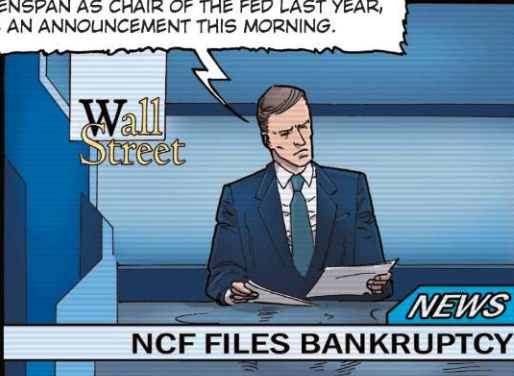 ENSPAN AS CHAIR OF THE FED LAST YEAR,
AN ANNOUNCEMENT THIS MORNING.
Wall
Street
NEWS
NCF FILES BANKRUPTCY